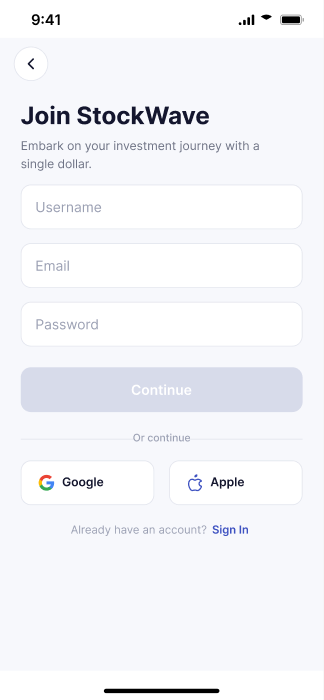 9:41
Join StockWave
Embark on your investment journey with a
single dollar.
Username
Email
Password
Continue
Or continue
Google
Apple
Already have an account? Sign In